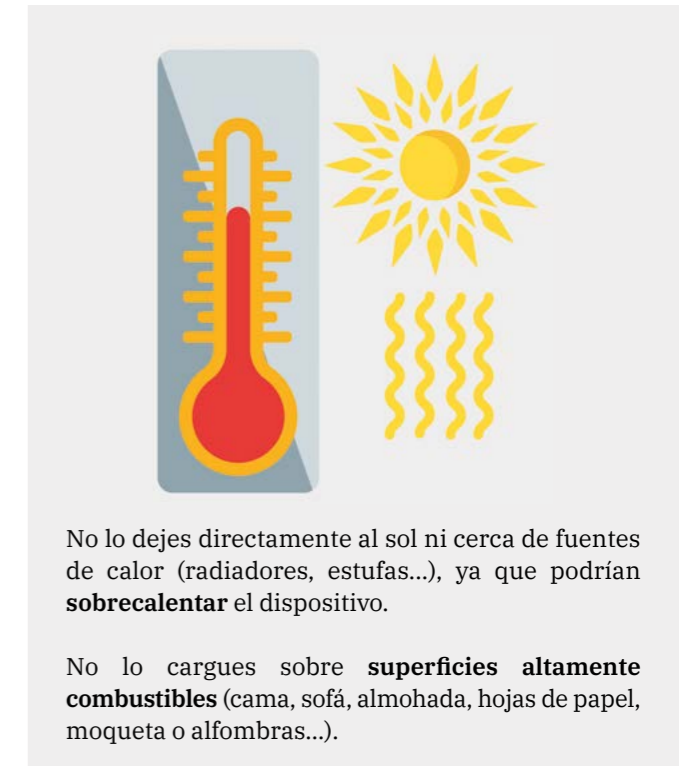 No lo dejes directamente al sol ni cerca de fuentes
de calor (radiadores, estufas...), ya que podrían
sobrecalentar el dispositivo.
No lo cargues sobre superficies altamente
combustibles (cama, sofá, almohada, hojas de papel,
moqueta o alfombras...).